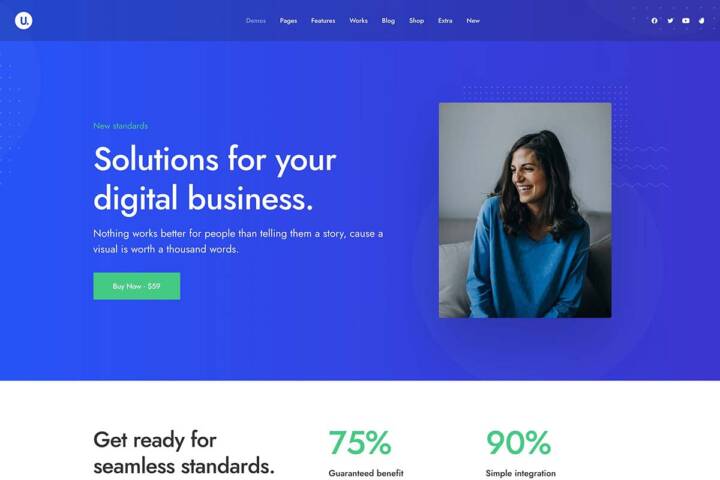 U.
Demos Pages Features Works Blog Shop Extra New
New standards
Solutions for your
digital business.
Nothing works better for people than telling them a story, cause a
visual is worth a thousand words.
Buy Now - $59
Get ready for
seamless standards.
75%
Guaranteed benefit
90%
Simple integration